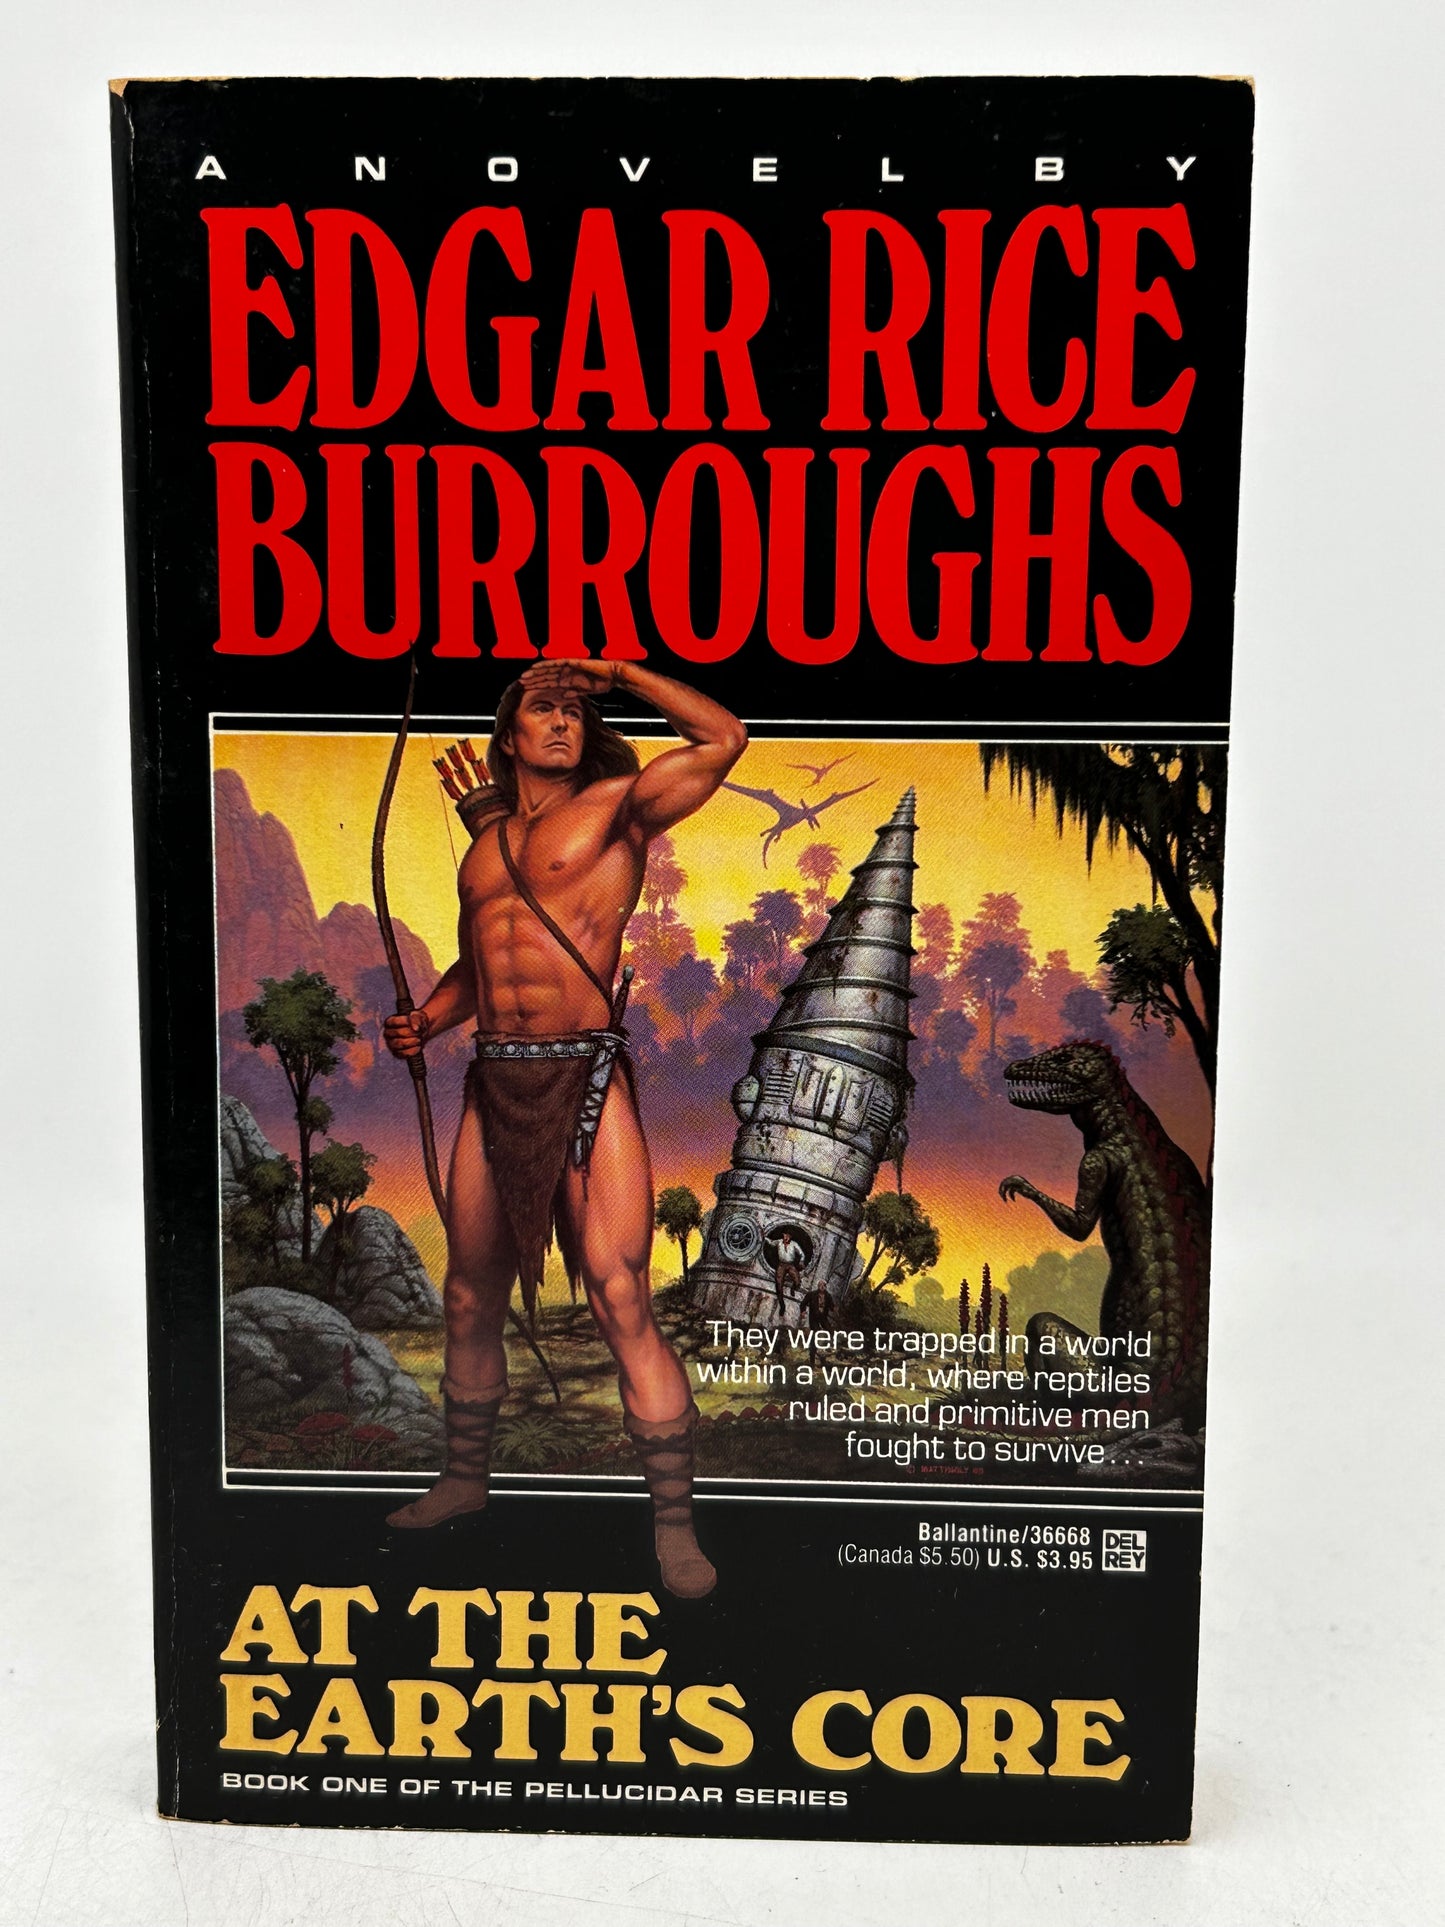 A NOVEL BY
EDGAR RICE
BURROUGHS
They were trapped in a world
within a world, where reptiles
ruled and primitive men
fought to survive...
© MATTINGLY 89
Ballantine/36668
(Canada $5.50) U.S. $3.95
DEL
REY
AT THE
EARTH'S CORE
BOOK ONE OF THE PELLUCIDAR SERIES